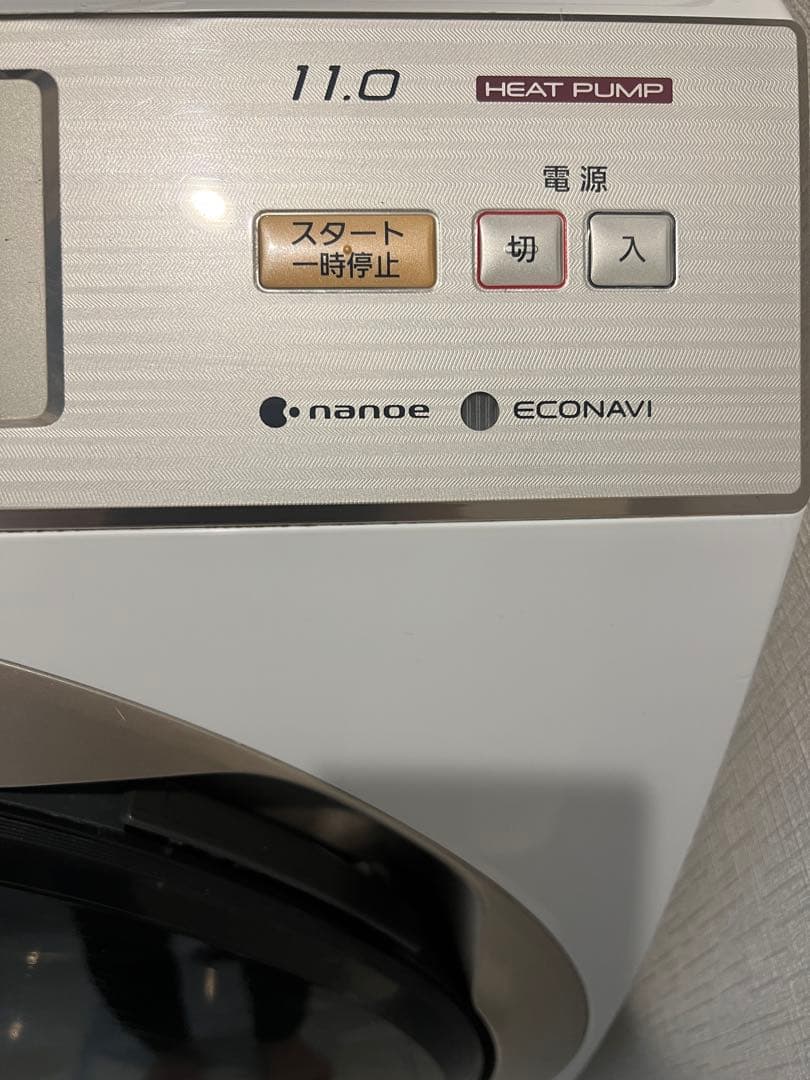 11.0
HEAT PUMP
電源
スタート
一時停止
切
入
nanoe
ECONAVI